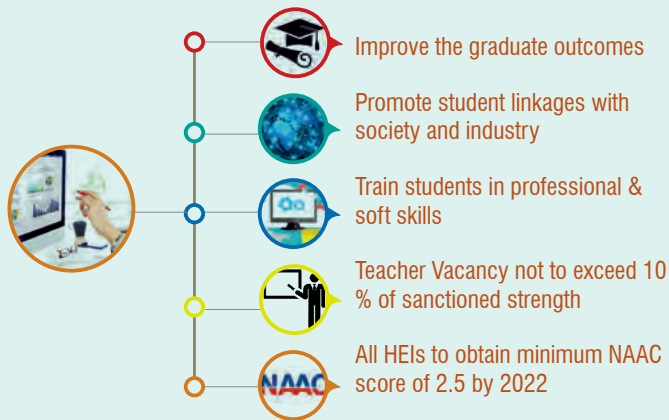 Improve the graduate outcomes
Promote student linkages with
society and industry
Train students in professional &
soft skills
Teacher Vacancy not to exceed 10
% of sanctioned strength
NAAC
All HEIs to obtain minimum NAAC
score of 2.5 by 2022